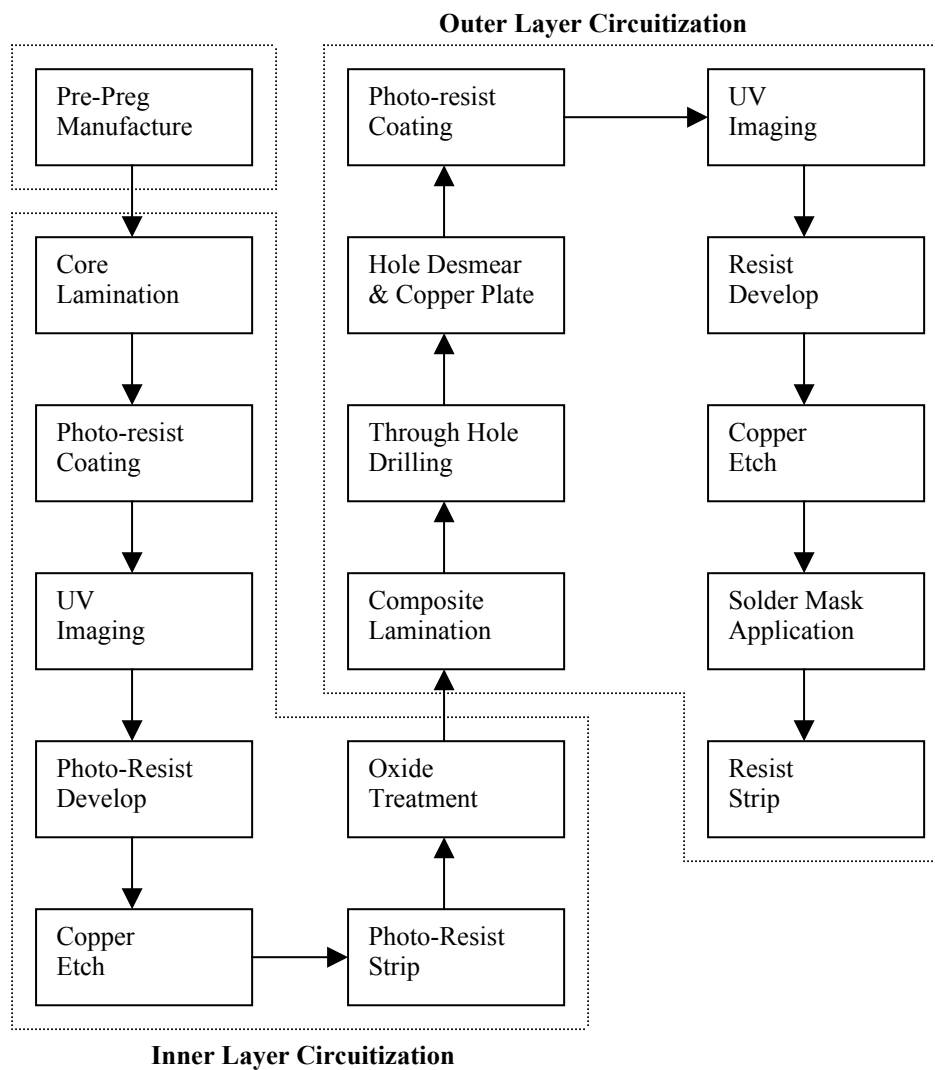 Outer Layer Circuitization
Pre-Preg
Manufacture
Core
Lamination
Photo-resist
Coating
UV
Imaging
Photo-Resist
Develop
Copper
Etch
Photo-Resist
Strip
Oxide
Treatment
Composite
Lamination
Through Hole
Drilling
Hole Desmear
& Copper Plate
Photo-resist
Coating
UV
Imaging
Resist
Develop
Copper
Etch
Solder Mask
Application
Resist
Strip
Inner Layer Circuitization